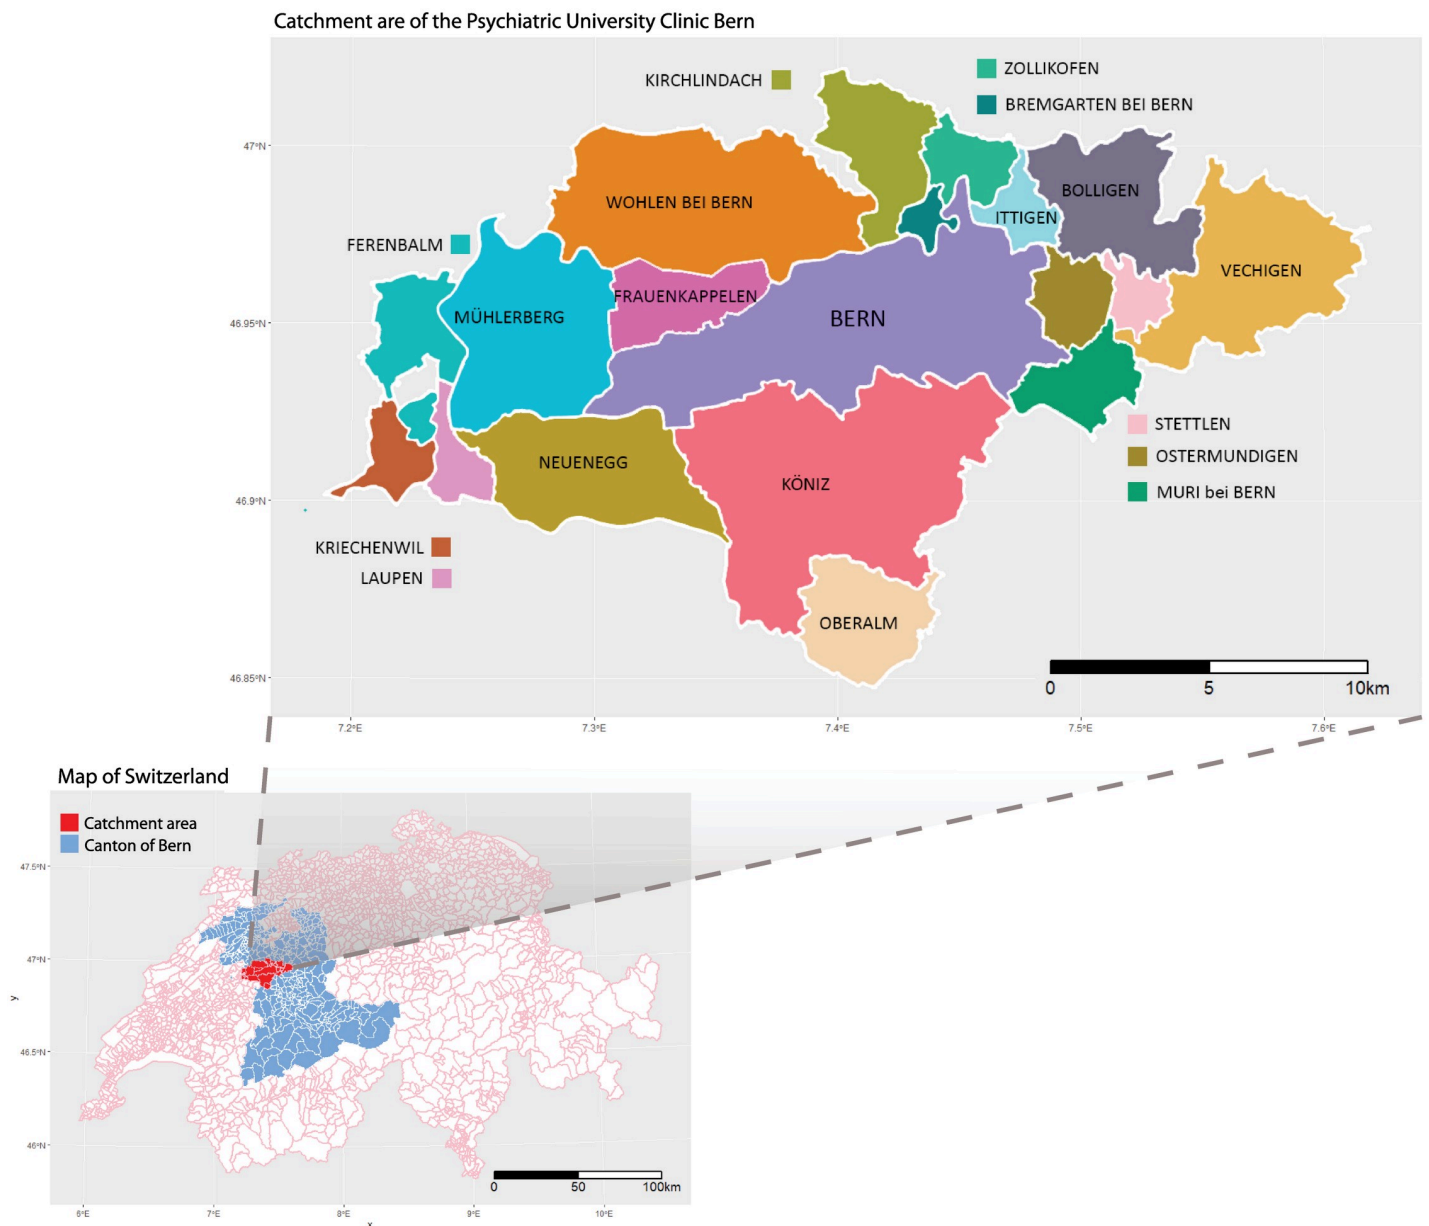 Catchment are of the Psychiatric University Clinic Bern
KIRCHLINDACH
ZOLLIKOFEN
BREMGARTEN BEI BERN
47°N
BOLLIGEN
WOHLEN BEI BERN
ITTIGEN
FERENBALM
VECHIGEN
FRAUENKAPPELEN
MÜHLERBERG
BERN
46.95°N
STETTLEN
OSTERMUNDIGEN
NEUENEGG
KÖNIZ
MURI bei BERN
46.9°N
KRIECHENWIL
LAUPEN
OBERALM
46.85°N
0 5 10km
7.2°E 7.3°E 7.4°E 7.5°E 7.6°E
Map of Switzerland
Catchment area
Canton of Bern
47.5°N
47°N
y
46.5°N
46°N
0 50 100km
6°E 7°E 8°E 9°E 10°E
x